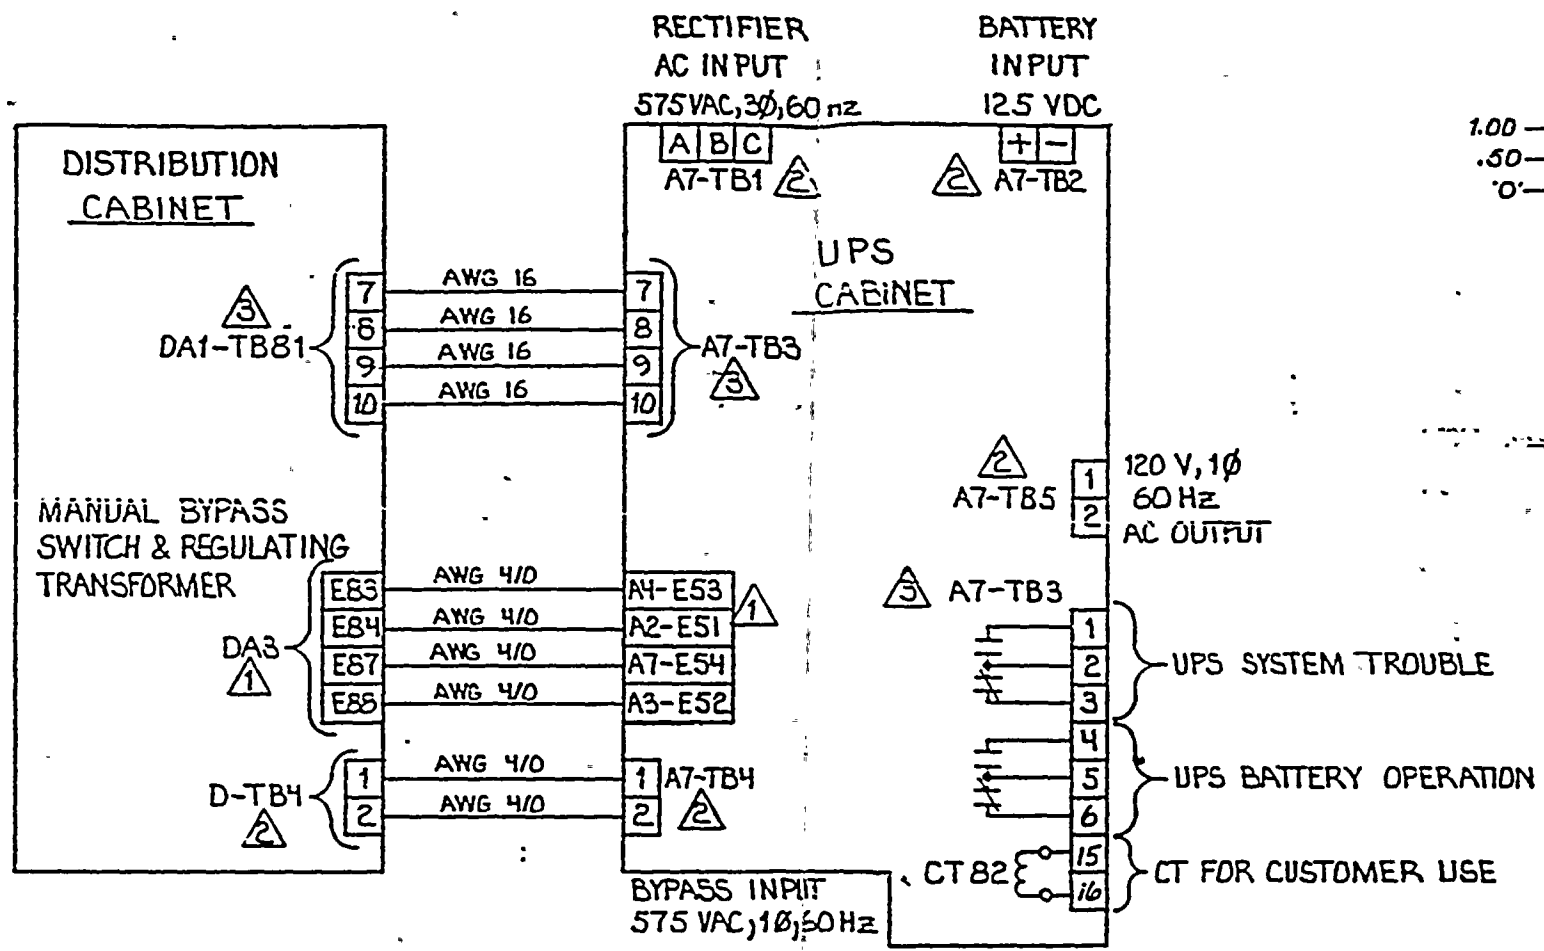 RECTIFIER
AC INPUT
575 VAC, 3Ø, 60 Hz
BATTERY
INPUT
125 VDC
1.00
.50
0
DISTRIBUTION
CABINET
A B C
A7-TB1 2
+ -
2 A7-TB2
UPS
CABINET
3
DA1-TB81
7 AWG 16 7
8 AWG 16 8
9 AWG 16 9
10 AWG 16 10
A7-TB3
3
2
A7-TB5
1
2
120 V, 1Ø
60 Hz
AC OUTPUT
MANUAL BYPASS
SWITCH & REGULATING
TRANSFORMER
DA3
1
E83 AWG 4/0 A4-E53
E84 AWG 4/0 A2-E51
E87 AWG 4/0 A7-E54
E88 AWG 4/0 A3-E52
1
3 A7-TB3
1
2
3
UPS SYSTEM TROUBLE
4
5
6
UPS BATTERY OPERATION
D-TB4
2
1 AWG 4/0 1
2 AWG 4/0 2
A7-TB4
2
CT 82
15
16
CT FOR CUSTOMER USE
BYPASS INPUT
575 VAC, 1Ø, 60 Hz